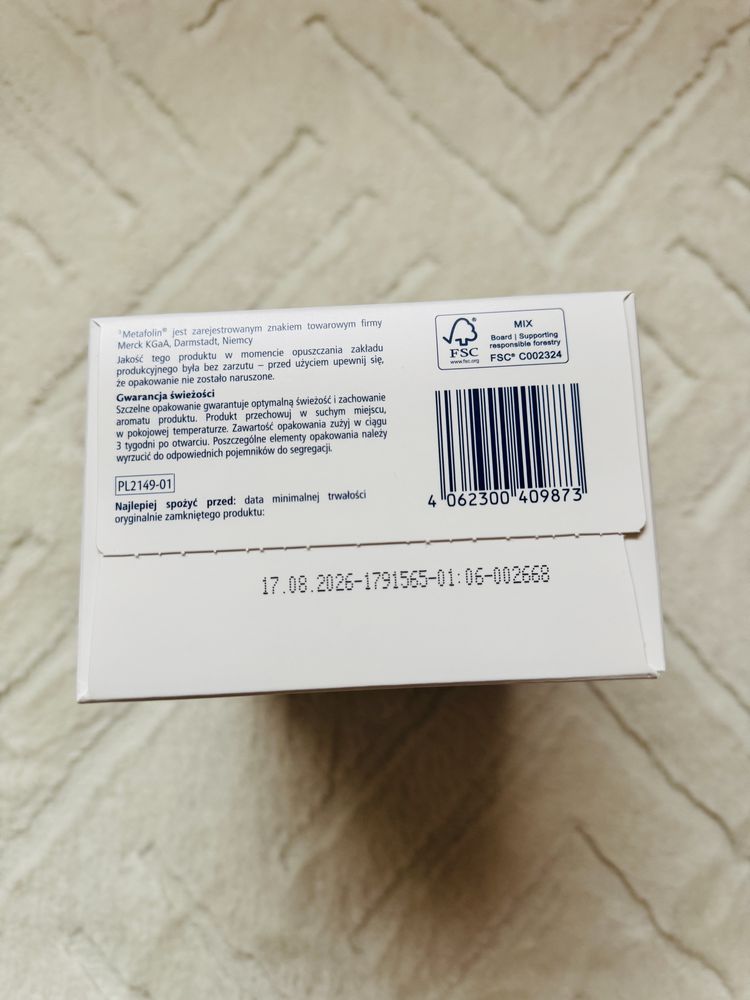 ³Metafolin® jest zarejestrowanym znakiem towarowym firmy
Merck KGaA, Darmstadt, Niemcy
Jakość tego produktu w momencie opuszczania zakładu
produkcyjnego była bez zarzutu – przed użyciem upewnij się,
że opakowanie nie zostało naruszone.
Gwarancja świeżości
Szczelne opakowanie gwarantuje optymalną świeżość i zachowanie
aromatu produktu. Produkt przechowuj w suchym miejscu,
w pokojowej temperaturze. Zawartość opakowania zużyj w ciągu
3 tygodni po otwarciu. Poszczególne elementy opakowania należy
wyrzucić do odpowiednich pojemników do segregacji.
PL2149-01
Najlepiej spożyć przed: data minimalnej trwałości
oryginalnie zamkniętego produktu:
FSC
www.fsc.org
MIX
Board | Supporting
responsible forestry
FSC® C002324
4 062300 409873
17.08.2026-1791565-01:06-002668